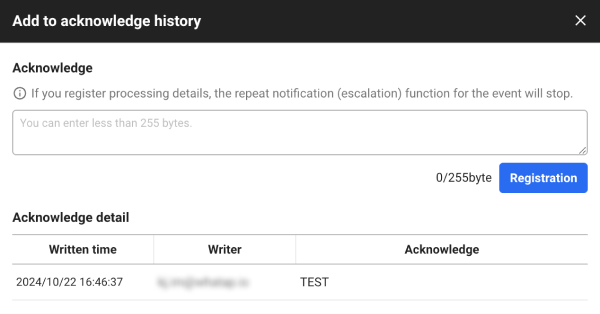 Add to acknowledge history
Acknowledge
If you register processing details, the repeat notification (escalation) function for the event will stop.
You can enter less than 255 bytes.
0/255byte Registration
Acknowledge detail
Written time Writer Acknowledge
2024/10/22 16:46:37 TEST